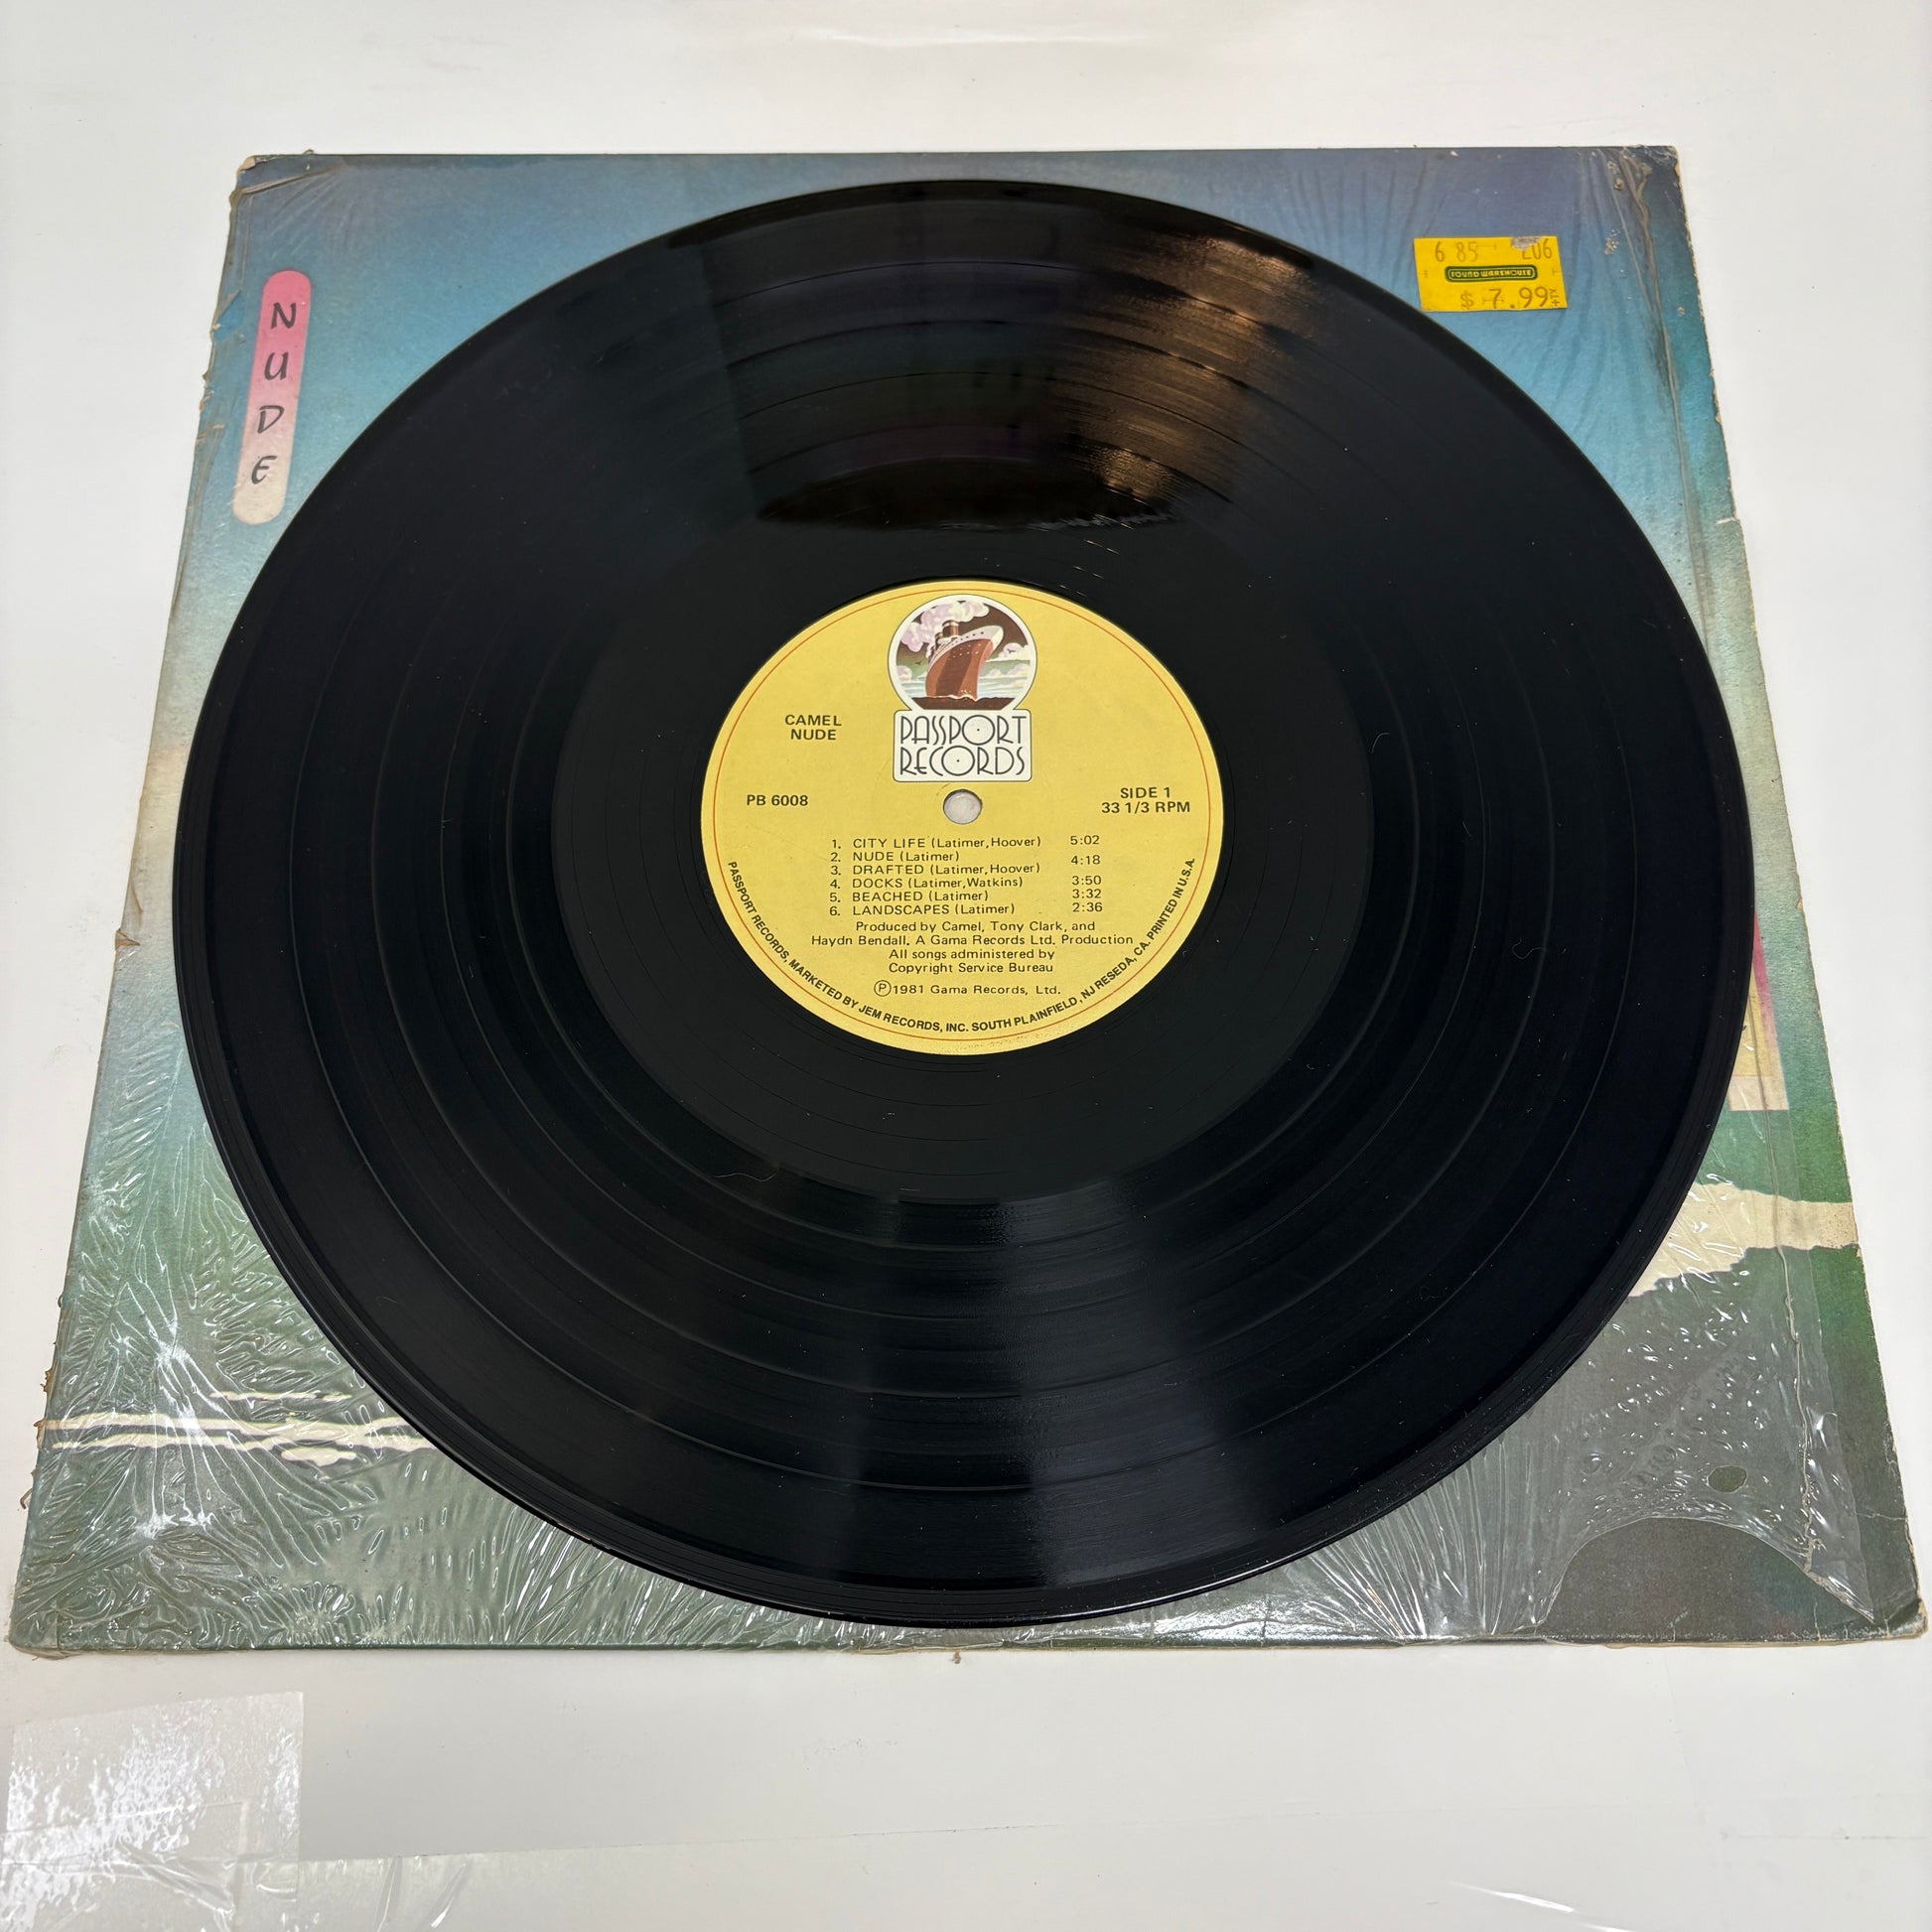 N
U
D
E
6 85 L06
SOUND WAREHOUSE
$ 7.99
PASSPORT
RECORDS
CAMEL
NUDE
PB 6008
SIDE 1
33 1/3 RPM
1. CITY LIFE (Latimer,Hoover) 5:02
2. NUDE (Latimer)
3. DRAFTED (Latimer,Hoover) 4:18
4. DOCKS (Latimer,Watkins) 3:50
5. BEACHED (Latimer) 3:32
6. LANDSCAPES (Latimer) 2:36
Produced by Camel, Tony Clark, and
Haydn Bendall. A Gama Records Ltd. Production
All songs administered by
Copyright Service Bureau
Ⓟ1981 Gama Records, Ltd.
PASSPORT RECORDS, MARKETED BY JEM RECORDS, INC. SOUTH PLAINFIELD, NJ RESEDA, CA. PRINTED IN U.S.A.